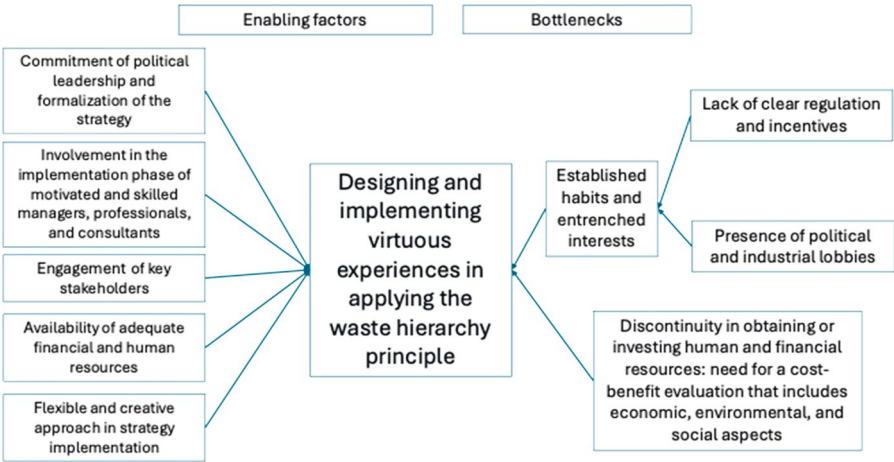 Enabling factors
Bottlenecks
Commitment of political
leadership and
formalization of the
strategy
Involvement in the
implementation phase of
motivated and skilled
managers, professionals,
and consultants
Engagement of key
stakeholders
Availability of adequate
financial and human
resources
Flexible and creative
approach in strategy
implementation
Designing and
implementing
virtuous
experiences in
applying the
waste hierarchy
principle
Established
habits and
entrenched
interests
Lack of clear regulation
and incentives
Presence of political
and industrial lobbies
Discontinuity in obtaining or
investing human and financial
resources: need for a cost-
benefit evaluation that includes
economic, environmental, and
social aspects